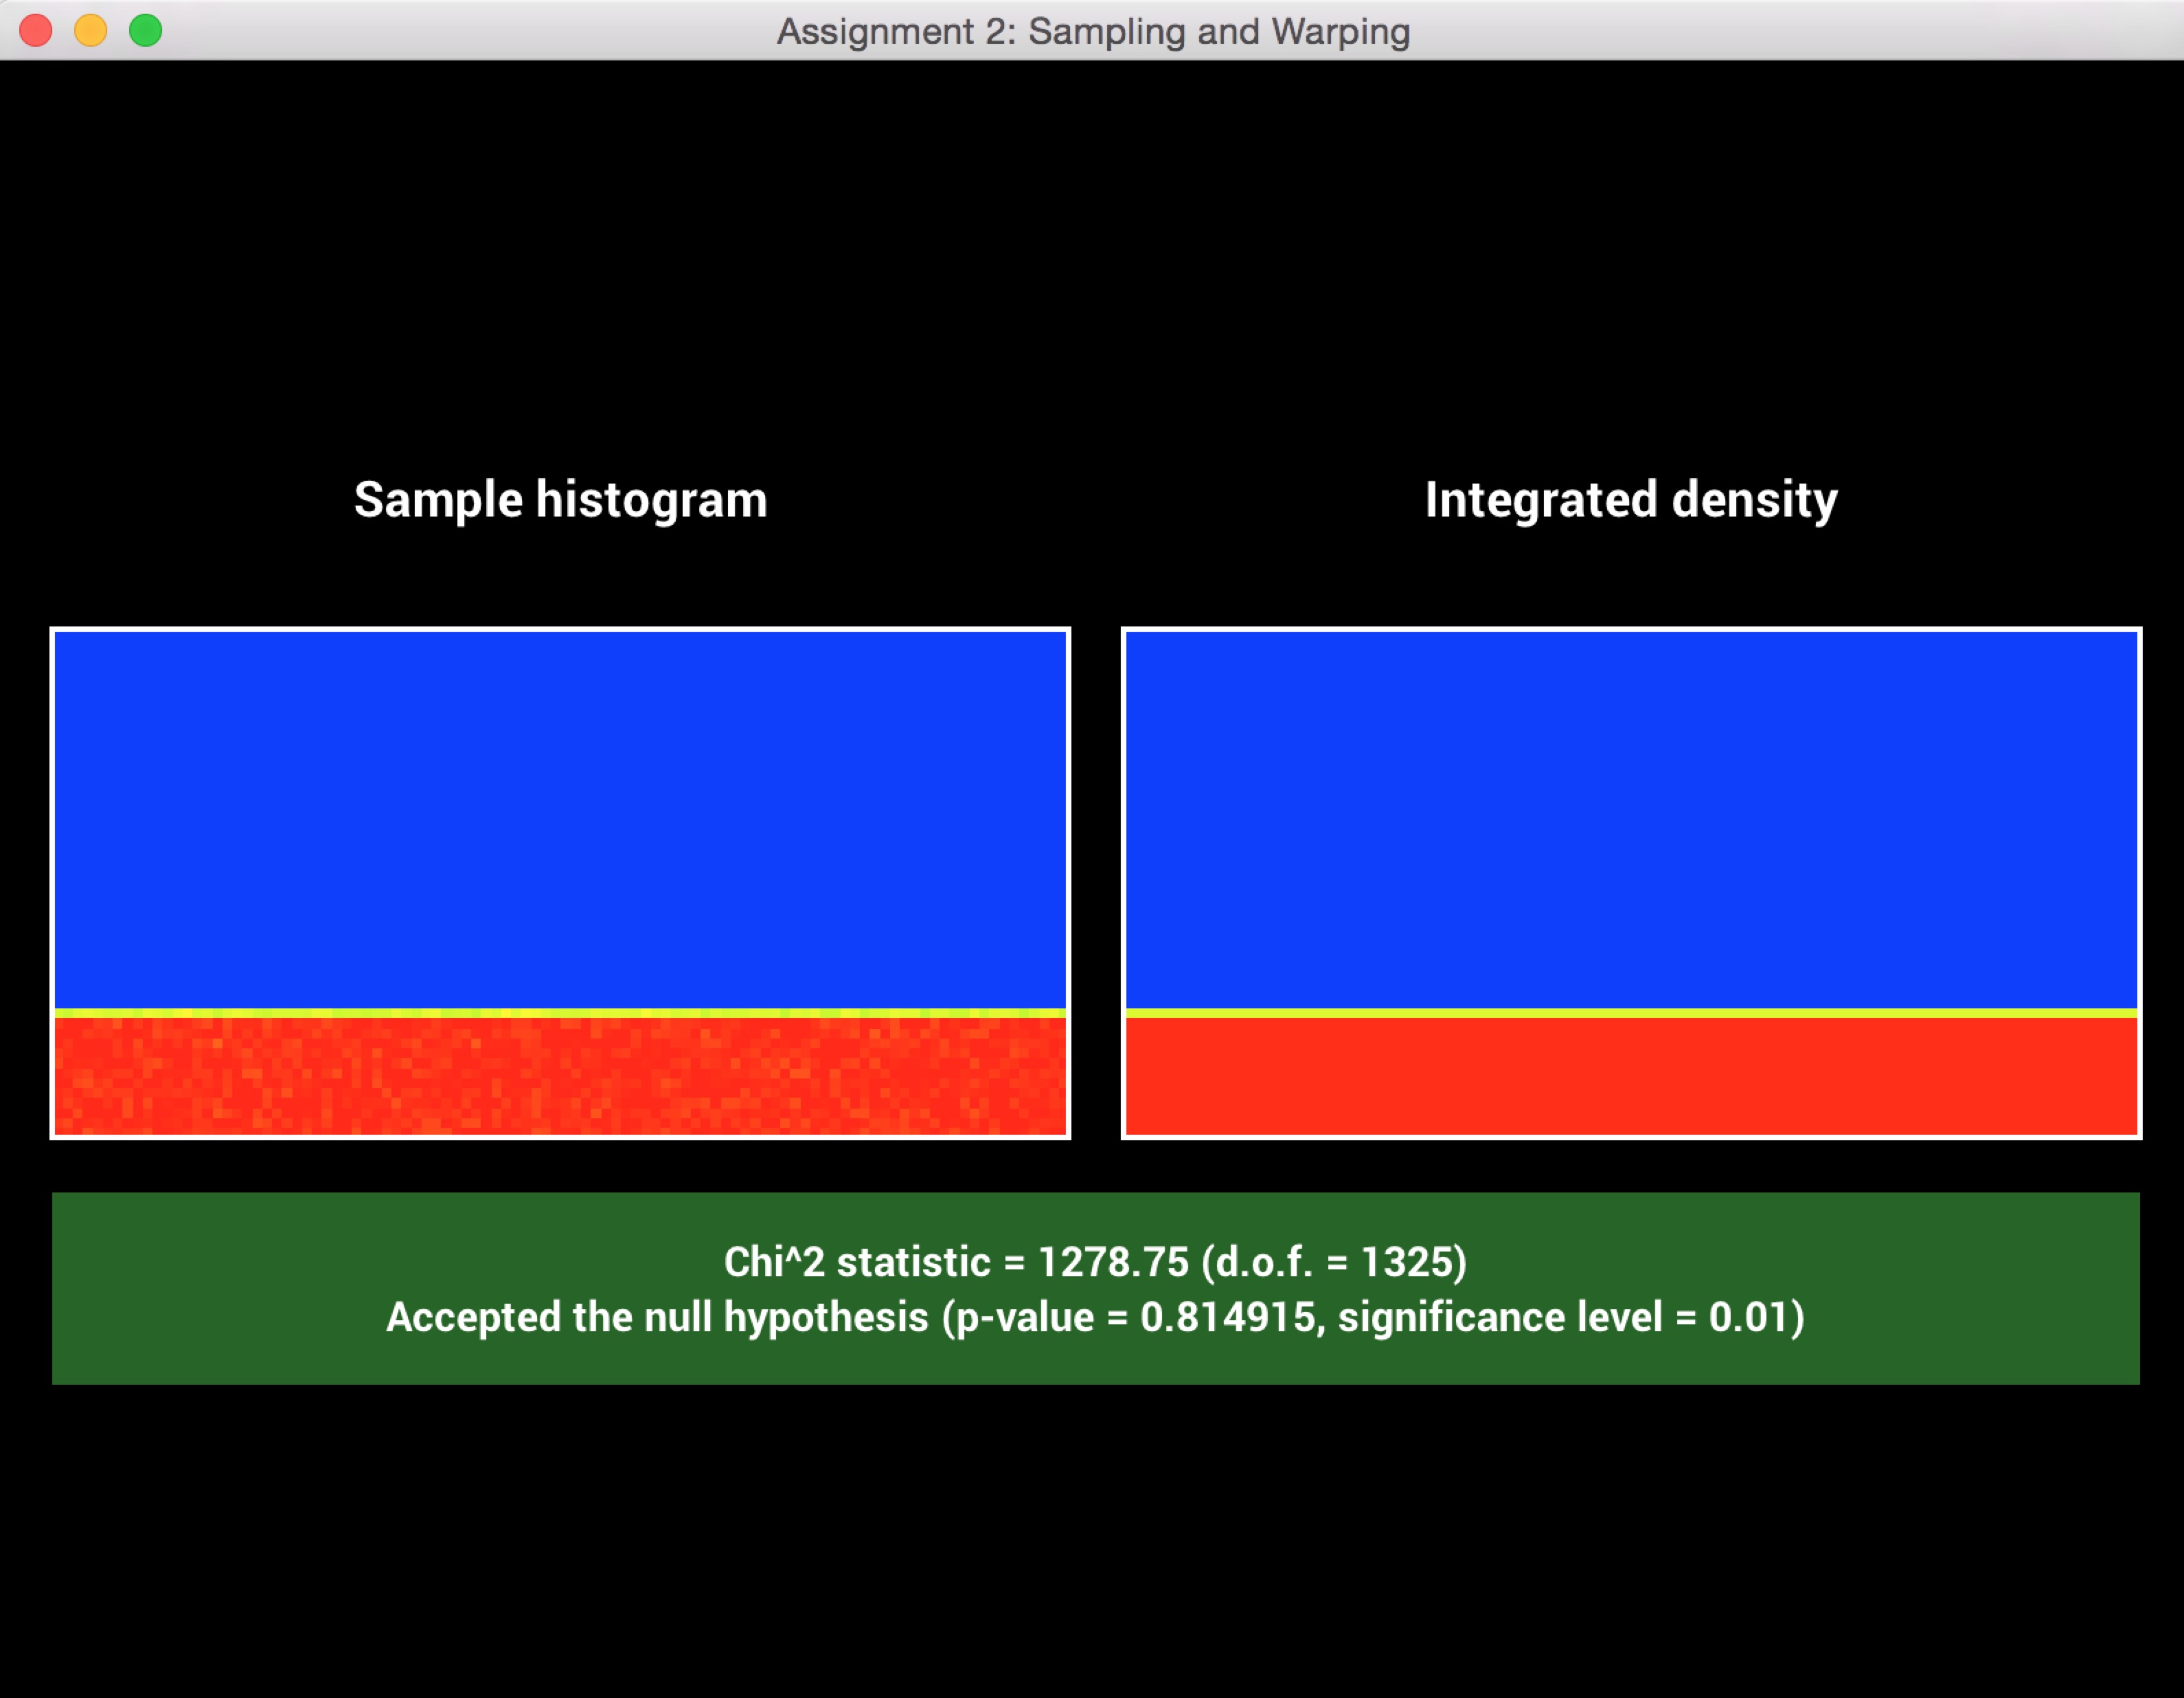 Assignment 2: Sampling and Warping
Sample histogram
Integrated density
Chi^2 statistic = 1278.75 (d.o.f. = 1325)
Accepted the null hypothesis (p-value = 0.814915, significance level = 0.01)